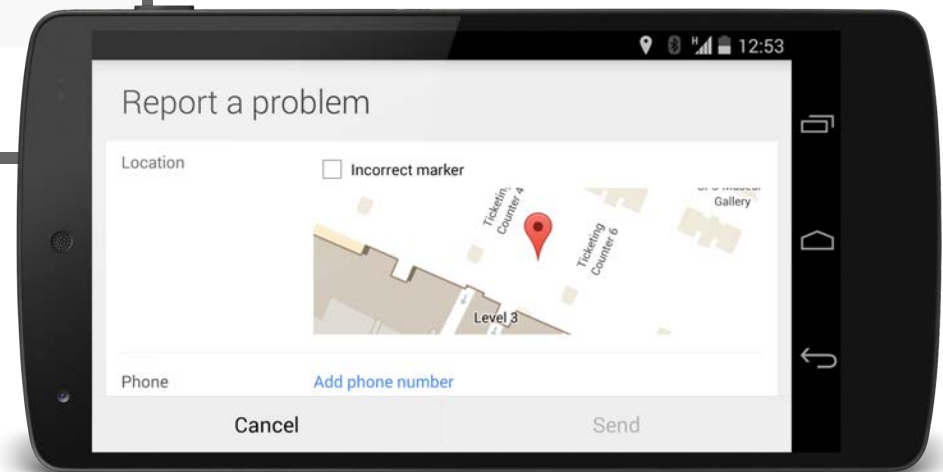 H 12:53
Report a problem
Location
Incorrect marker
Ticketing
Counter 4
Gallery
Ticketing
Counter 6
Level 3
Phone
Add phone number
Cancel
Send